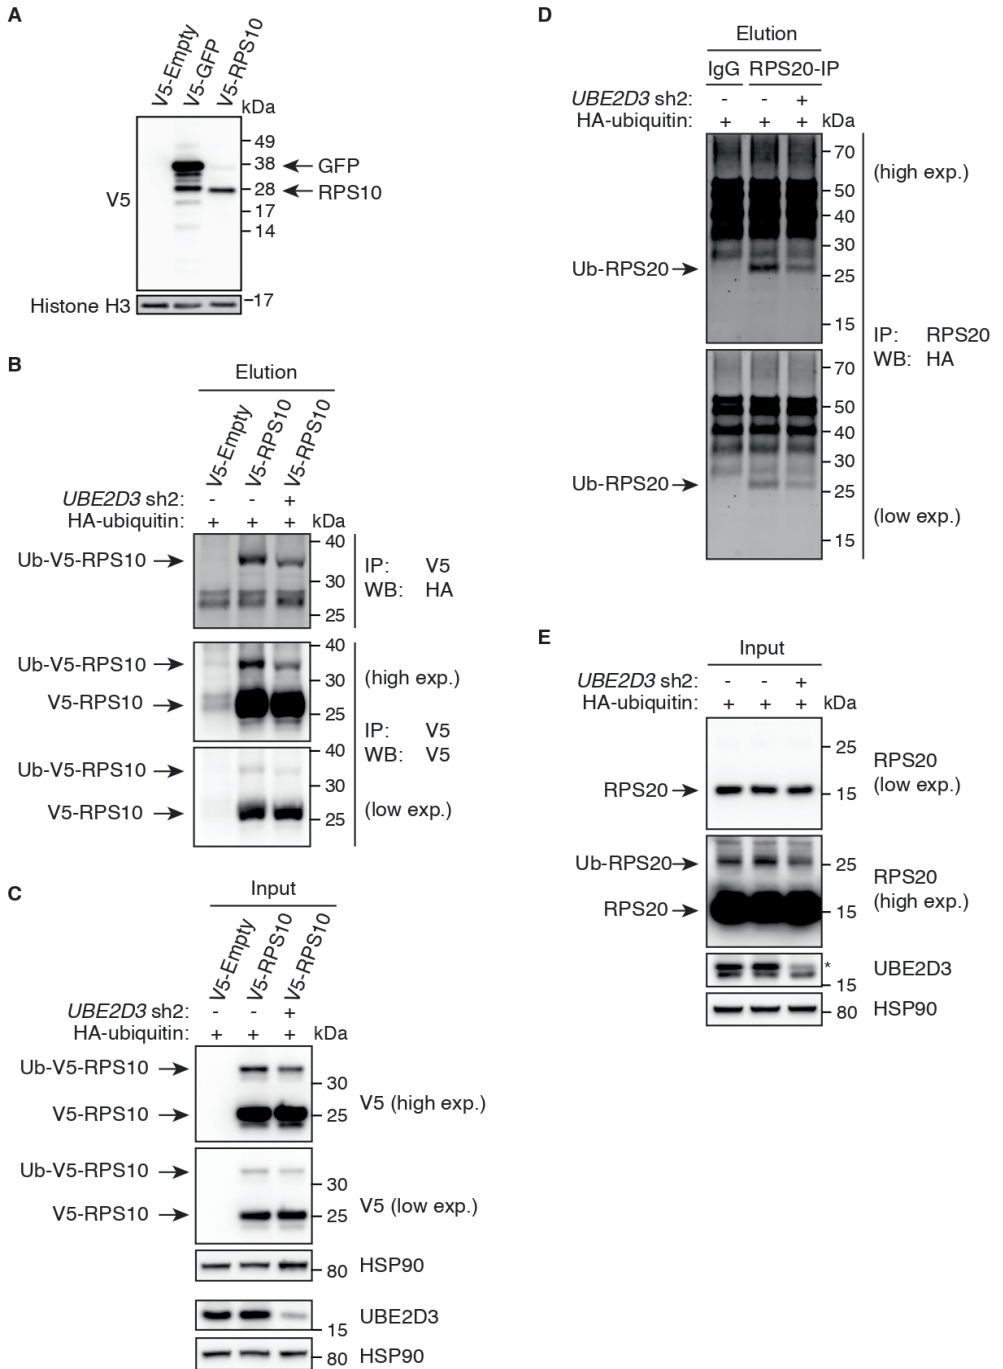 A
V5-Empty
V5-GFP
V5-RPS10
kDa
49
38
GFP
28
RPS10
V5
17
14
Histone H3
17
B
Elution
V5-Empty
V5-RPS10
V5-RPS10
UBE2D3 sh2: - - +
HA-ubiquitin: + + + kDa
40
Ub-V5-RPS10
IP: V5
30
WB: HA
25
40
Ub-V5-RPS10
30
(high exp.)
V5-RPS10
25
IP: V5
WB: V5
40
Ub-V5-RPS10
30
V5-RPS10
(low exp.)
25
C
Input
V5-Empty
V5-RPS10
V5-RPS10
UBE2D3 sh2: - - +
HA-ubiquitin: + + + kDa
Ub-V5-RPS10
30
V5 (high exp.)
V5-RPS10
25
Ub-V5-RPS10
30
V5 (low exp.)
V5-RPS10
25
80 HSP90
UBE2D3
15
80 HSP90
D
Elution
IgG RPS20-IP
UBE2D3 sh2: - - +
HA-ubiquitin: + + + kDa
70
(high exp.)
50
40
30
Ub-RPS20
25
15
IP: RPS20
WB: HA
70
50
40
30
Ub-RPS20
25
(low exp.)
15
E
Input
UBE2D3 sh2: - - +
HA-ubiquitin: + + + kDa
25
RPS20
(low exp.)
RPS20
15
Ub-RPS20
25
RPS20
(high exp.)
RPS20
15
*
UBE2D3
15
80 HSP90